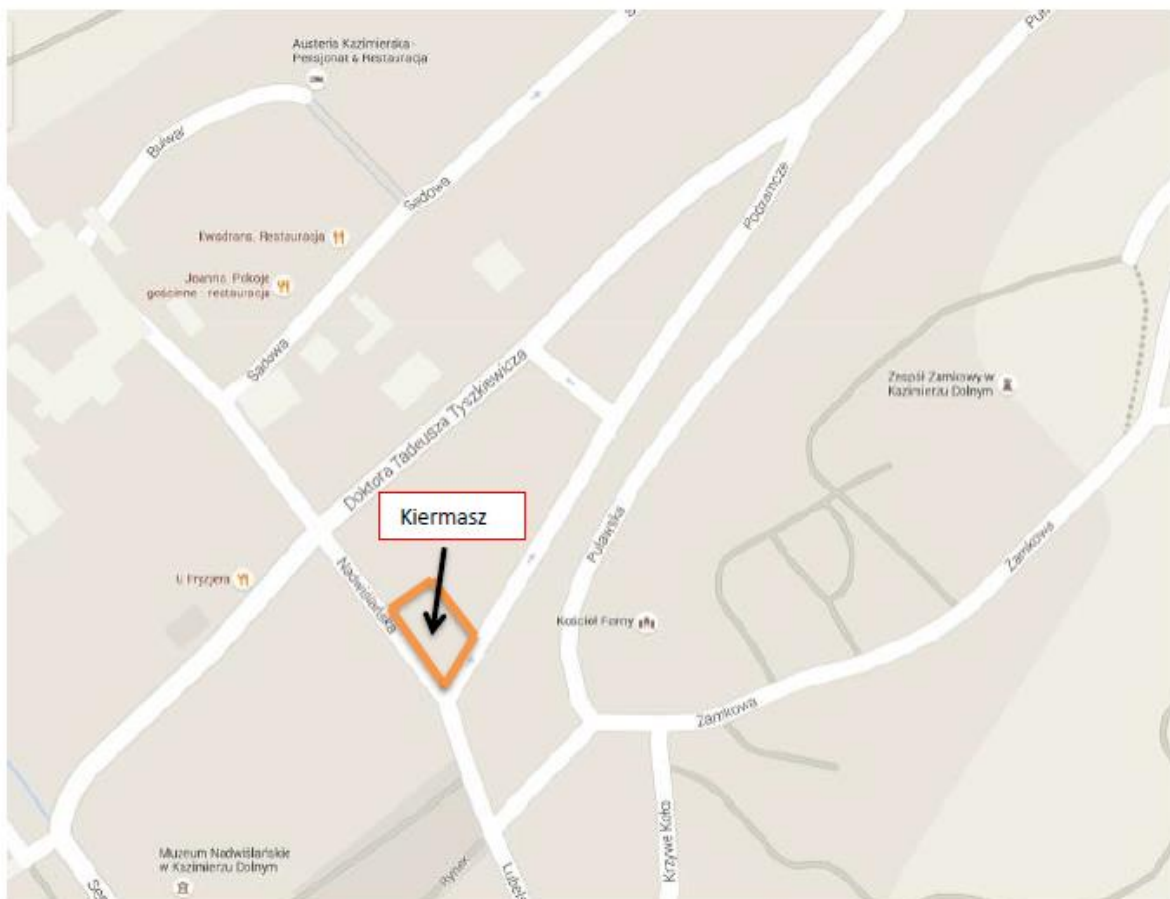 Austeria Kazimierska -
Pensjonat & Restauracja
Bulwar
Sadowa
Kwadrans, Restauracja
Joanna, Pokoje
gościnne - restauracja
Sadowa
Podzamcze
Doktora Tadeusza Tyszkiewicza
Zespół Zamkowy w
Kazimierzu Dolnym
Kiermasz
Puławska
Zamkowa
U Fryzjera
Nadwiślańska
Kościół Farny
Zamkowa
Krzywe Koło
Muzeum Nadwiślańskie
w Kazimierzu Dolnym
Rynek